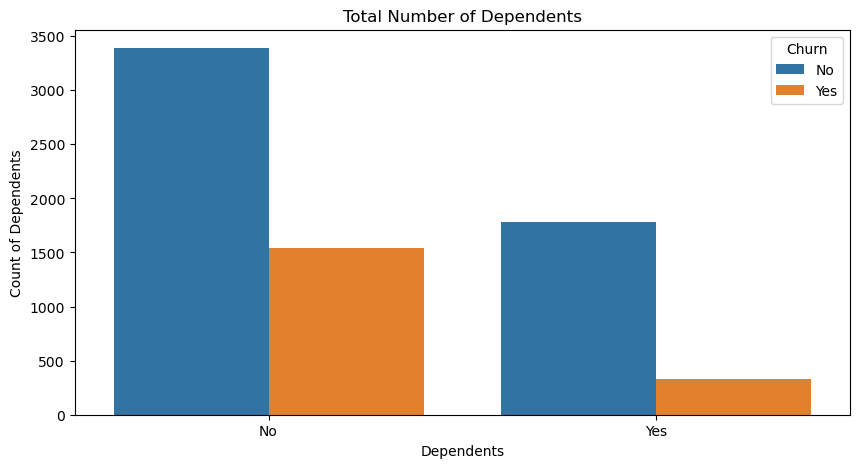 Total Number of Dependents
Churn
No
Yes
3500
3000
2500
2000
1500
1000
500
0
Count of Dependents
No
Yes
Dependents